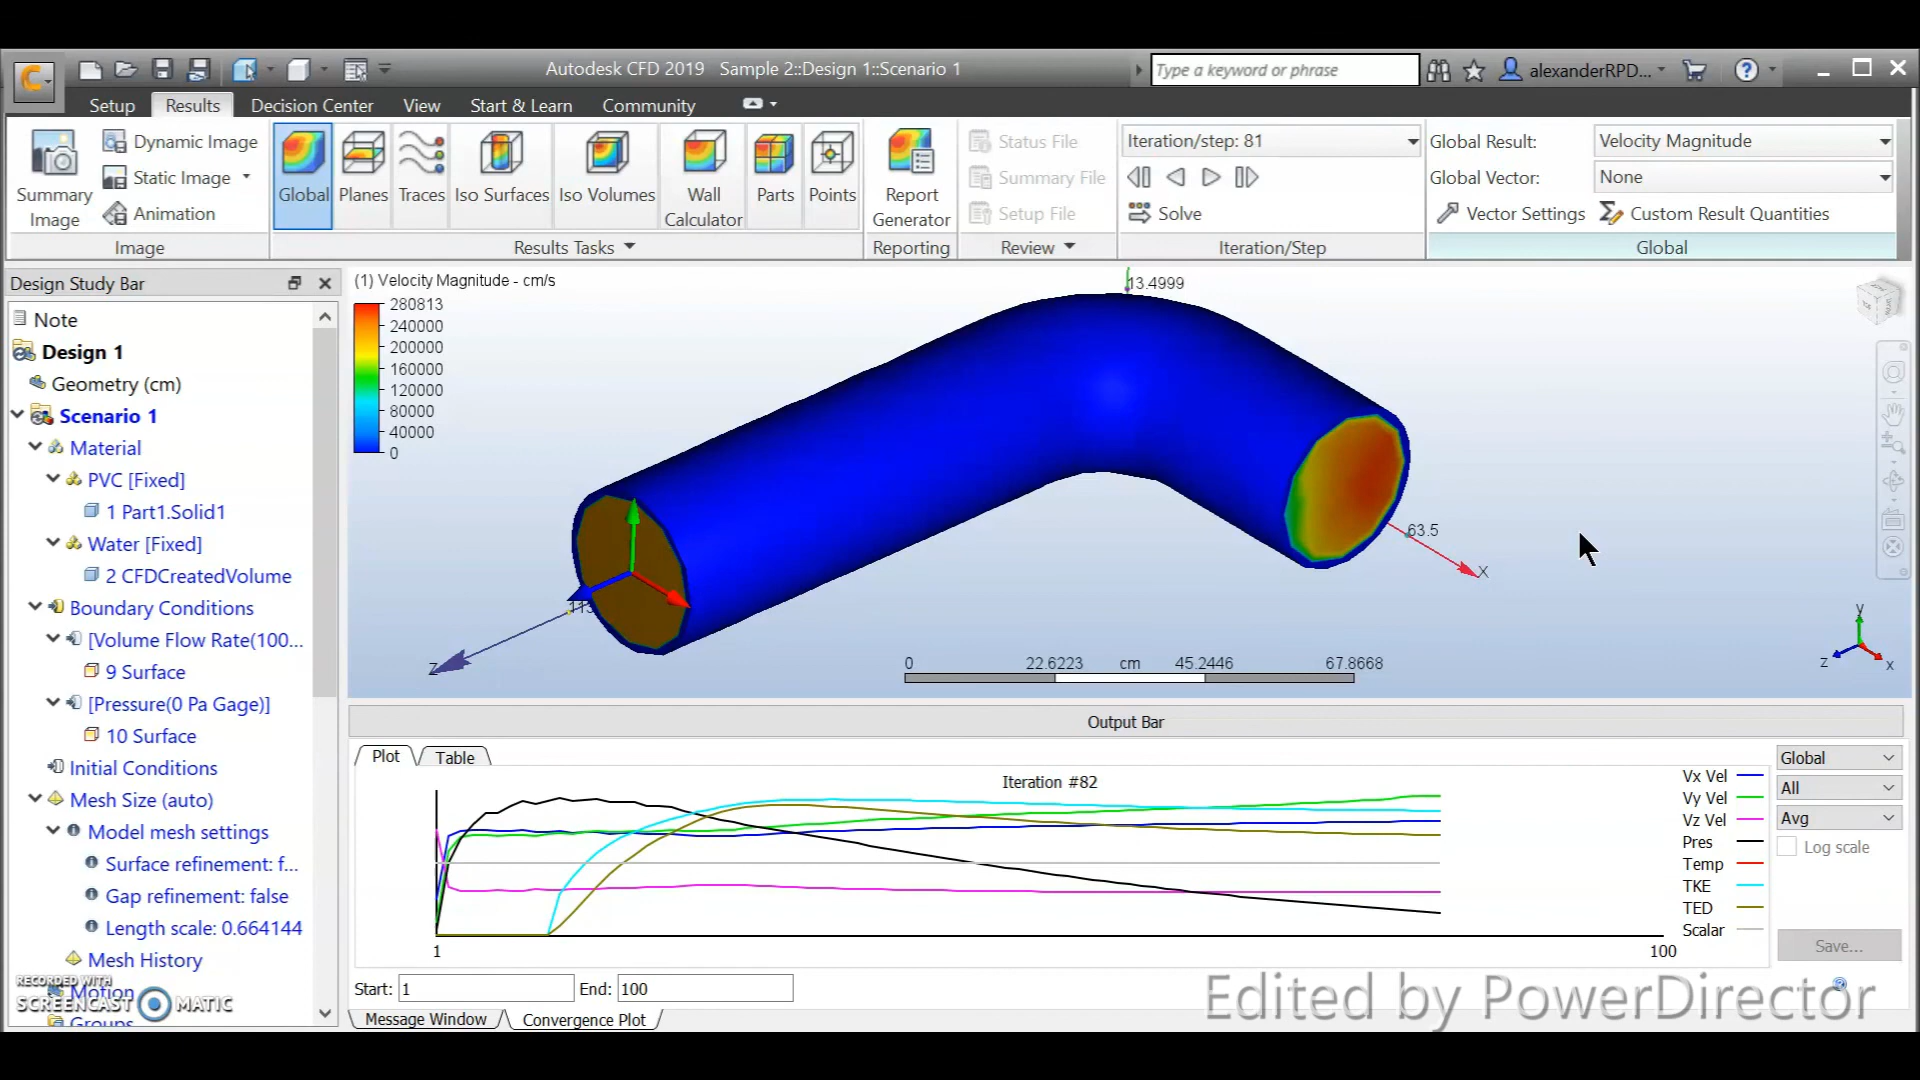 Autodesk CFD 2019 Sample 2::Design 1::Scenario 1
Type a keyword or phrase
alexanderRPD...
Setup
Results
Decision Center
View
Start & Learn
Community
Summary
Image
Dynamic Image
Static Image
Animation
Image
Global
Planes
Traces
Iso Surfaces
Iso Volumes
Wall
Calculator
Parts
Points
Results Tasks
Report
Generator
Reporting
Status File
Summary File
Setup File
Review
Iteration/step: 81
Solve
Iteration/Step
Global Result:
Velocity Magnitude
Global Vector:
None
Vector Settings
Custom Result Quantities
Global
Design Study Bar
Note
Design 1
Geometry (cm)
Scenario 1
Material
PVC [Fixed]
1 Part1.Solid1
Water [Fixed]
2 CFDCreatedVolume
Boundary Conditions
[Volume Flow Rate(100...
9 Surface
[Pressure(0 Pa Gage)]
10 Surface
Initial Conditions
Mesh Size (auto)
Model mesh settings
Surface refinement: f...
Gap refinement: false
Length scale: 0.664144
Mesh History
Motion
Groups
RECORDED WITH
SCREENCAST MATIC
(1) Velocity Magnitude - cm/s
280813
240000
200000
160000
120000
80000
40000
0
13.4999
63.5
X
Z
0
22.6223
cm
45.2446
67.8668
y
z
x
Output Bar
Plot
Table
Iteration #82
1
100
Vx Vel
Vy Vel
Vz Vel
Pres
Temp
TKE
TED
Scalar
Global
All
Avg
Log scale
Save...
Start: 1
End: 100
Message Window
Convergence Plot
Edited by PowerDirector